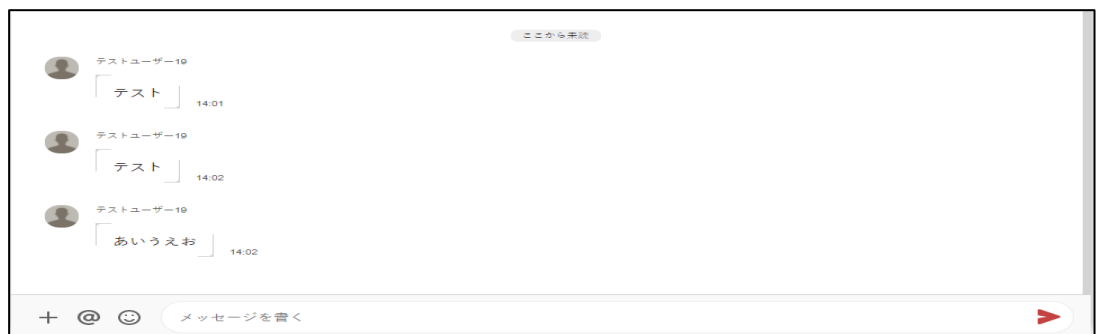 ここから未読
テストユーザー19
テスト
14:01
テストユーザー19
テスト
14:02
テストユーザー19
あいうえお
14:02
+ @ メッセージを書く